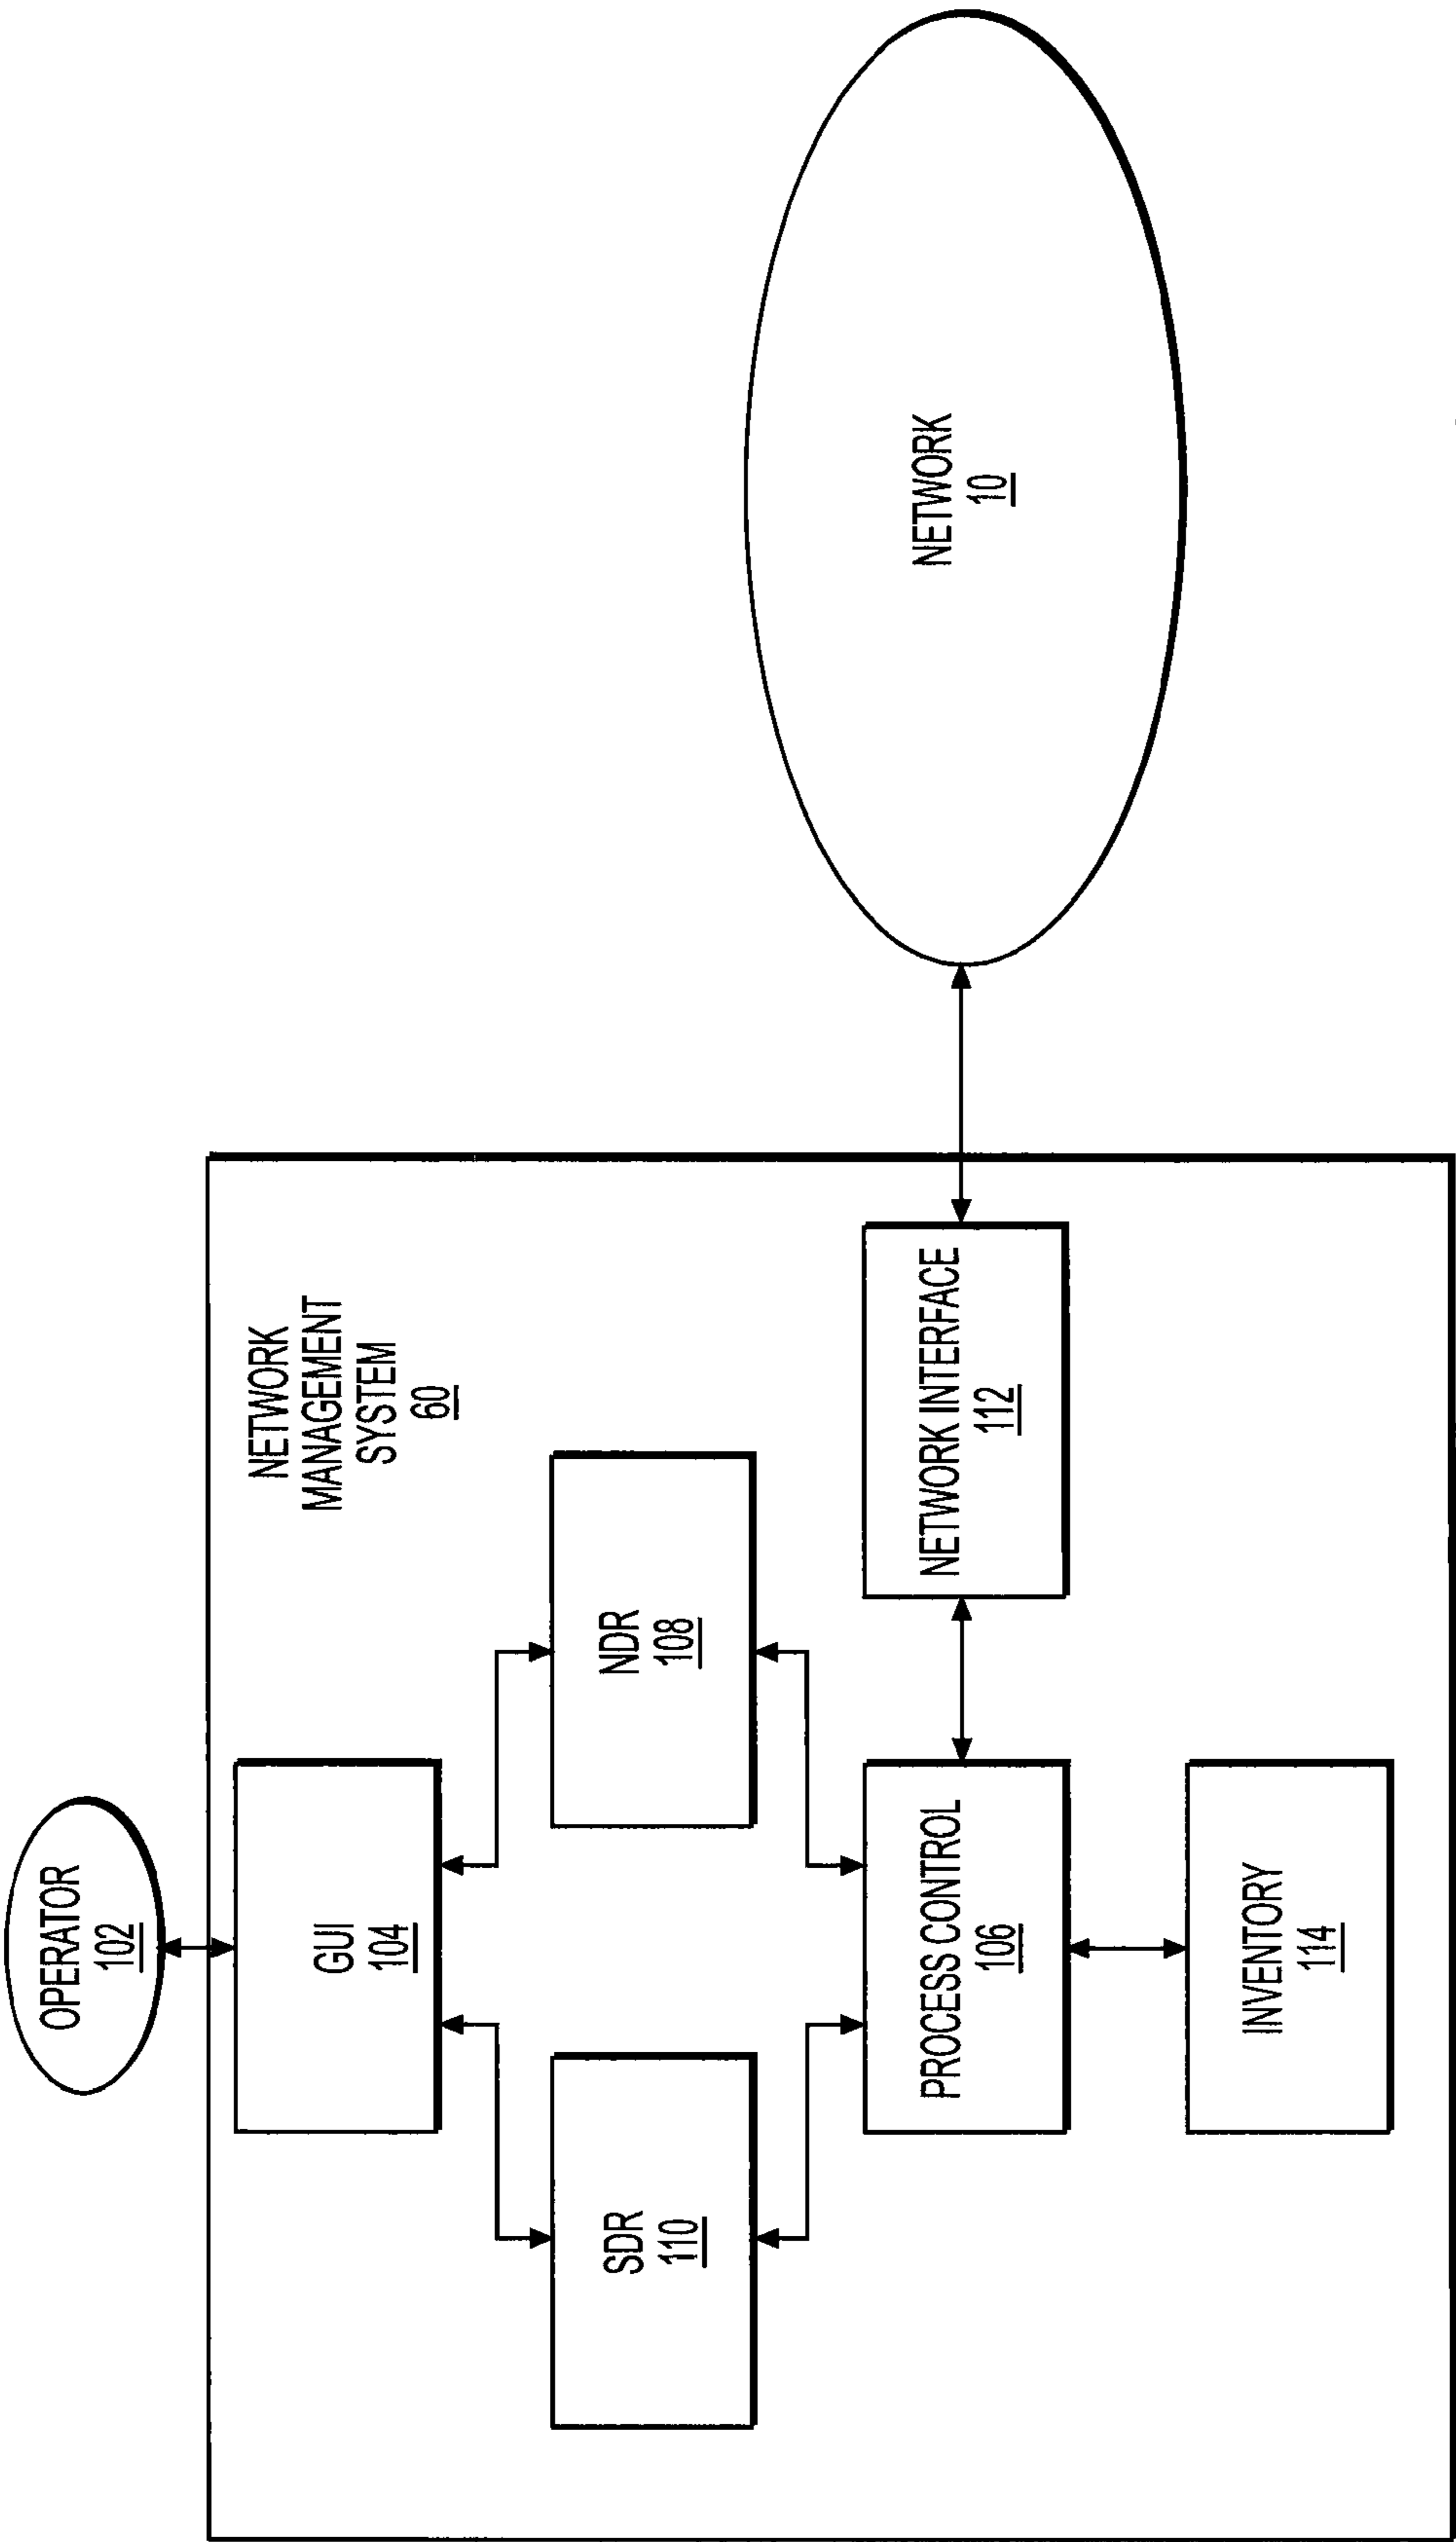 OPERATOR
102
NETWORK
MANAGEMENT
SYSTEM
60
GUI
104
SDR
110
NDR
108
PROCESS CONTROL
106
NETWORK INTERFACE
112
NETWORK
10
INVENTORY
114